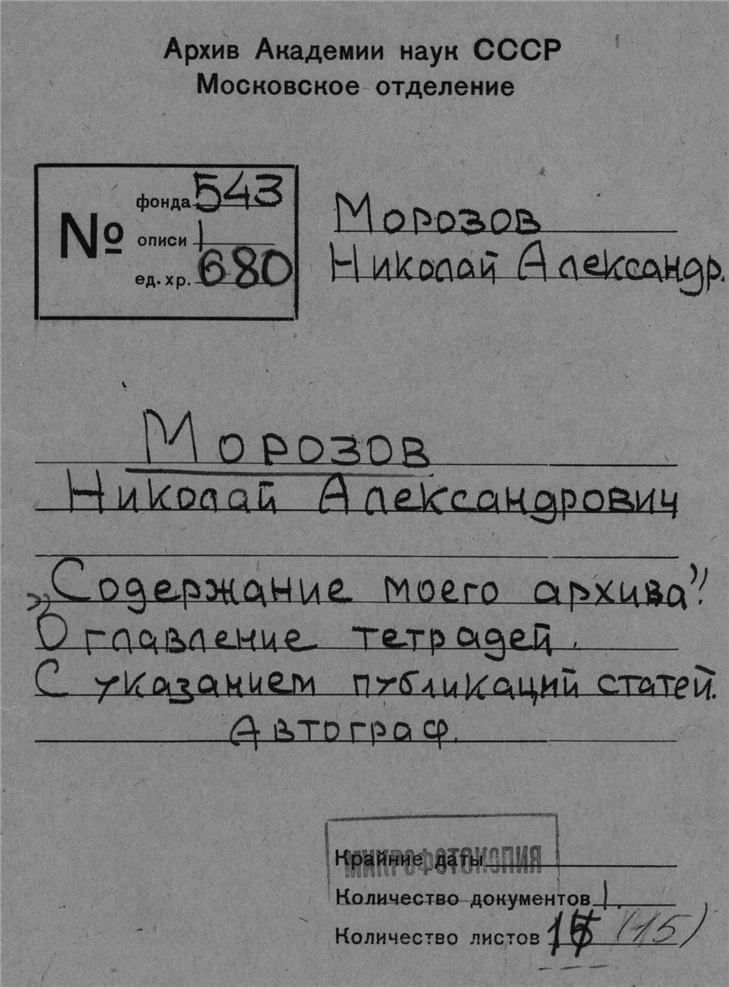 Архив Академии наук СССР
Московское отделение
№
фонда 543
описи 1
ед. хр. 680
Морозов
Николай Александр.
Морозов
Николай Александрович
„Содержание моего архива"!
Оглавление тетрадей.
С указанием публикаций статей.
Автограф.
МИКРОФОТОКОПИЯ
Крайние даты
Количество документов 1.
Количество листов (15)